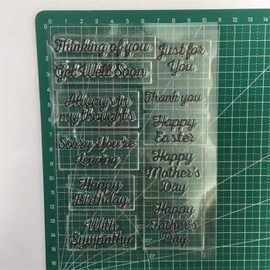 Thinking of you
Get Well Soon
Always in
my thoughts
Sorry You're
Leaving
Happy
Birthday
With
Sympathy
Just for
You
Thank you
Happy
Easter
Happy
Mother's
Day
Happy
Father's
Day